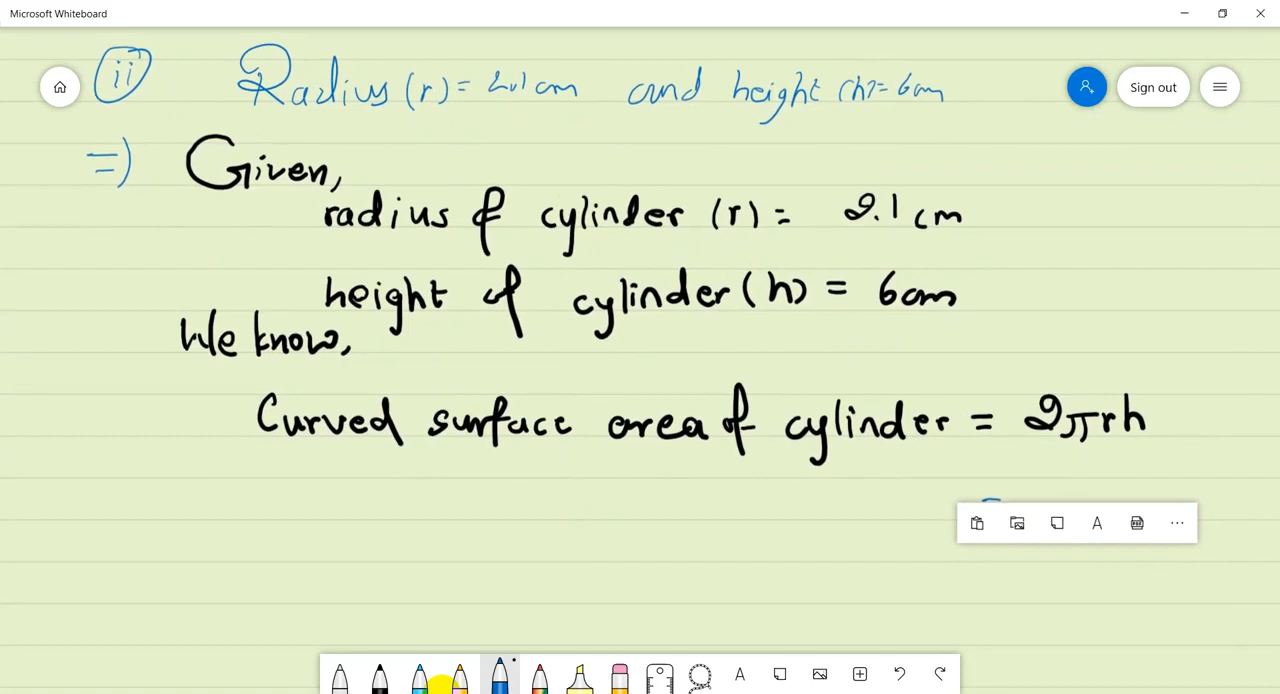 Microsoft Whiteboard
Sign out
ii Radius (r) = 2.1 cm and height (h) = 6cm
=) Given,
radius of cylinder (r) = 2.1 cm
height of cylinder (h) = 6cm
We know,
Curved surface area of cylinder = 2πrh